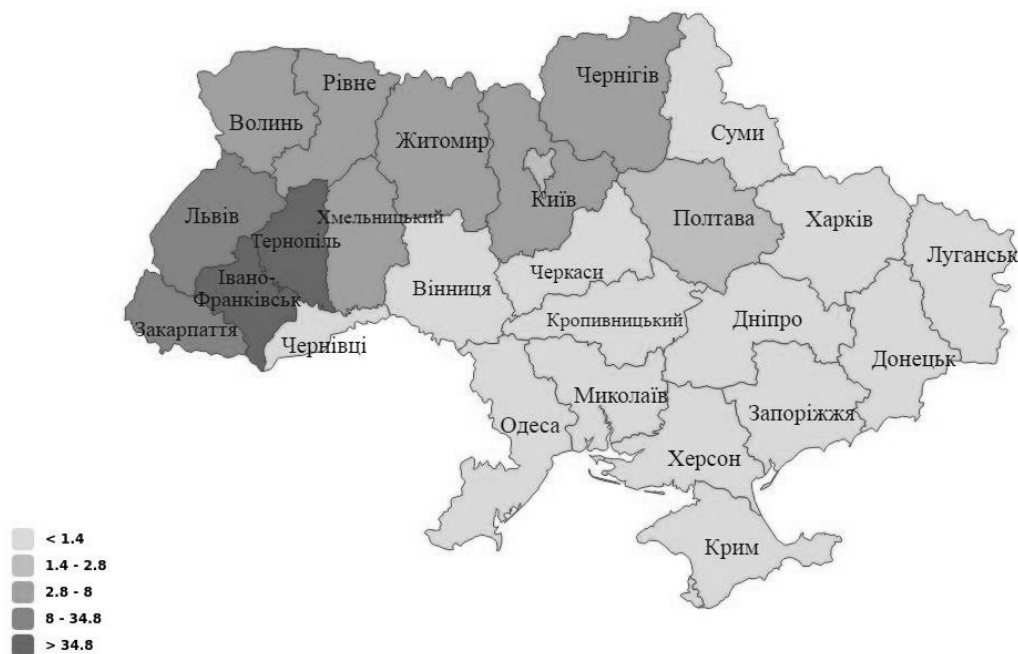 Чернігів
Рівне
Волинь
Суми
Житомир
Київ
Львів
Хмельницький
Полтава
Харків
Тернопіль
Луганськ
Івано-
Франківськ
Черкаси
Вінниця
Закарпаття
Чернівці
Кропивницький
Дніпро
Донецьк
Миколаїв
Запоріжжя
Одеса
Херсон
Крим
< 1.4
1.4 - 2.8
2.8 - 8
8 - 34.8
> 34.8